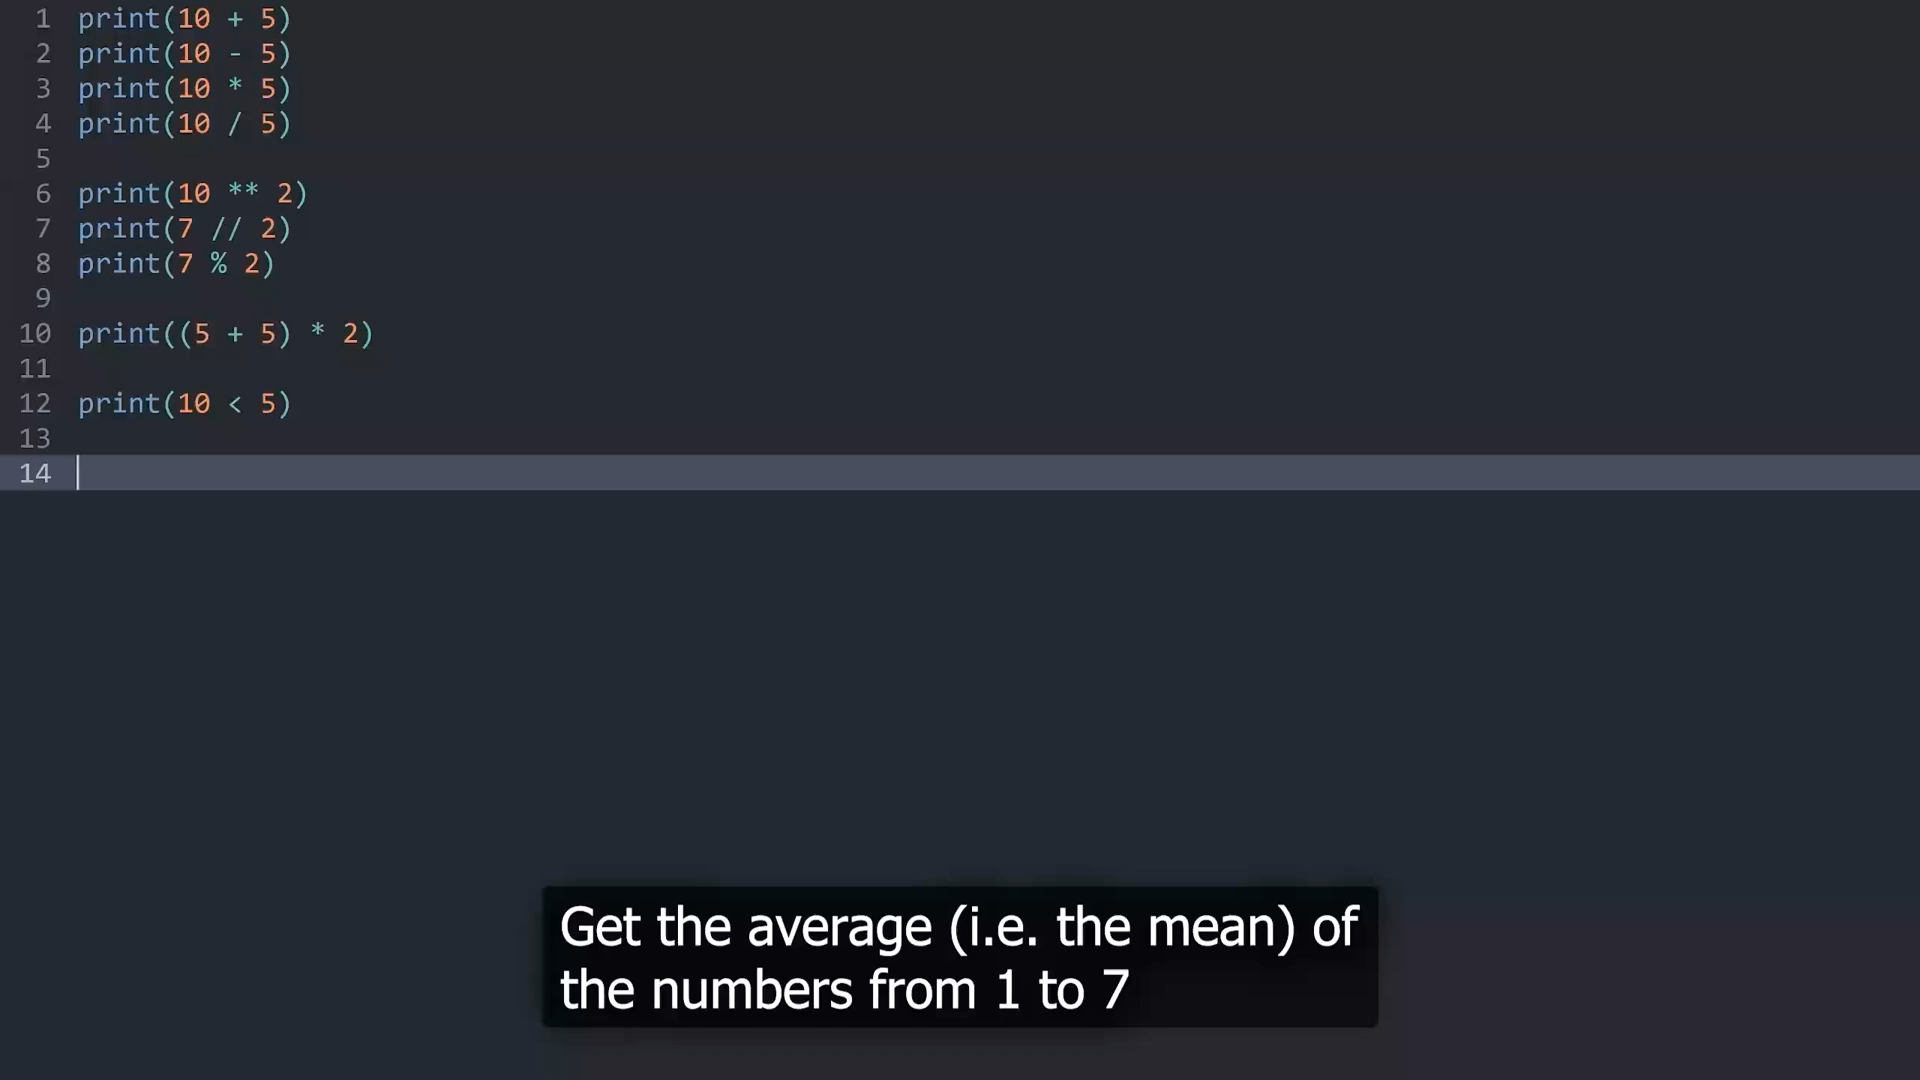 1 print(10 + 5)
2 print(10 - 5)
3 print(10 * 5)
4 print(10 / 5)
5
6 print(10 ** 2)
7 print(7 // 2)
8 print(7 % 2)
9
10 print((5 + 5) * 2)
11
12 print(10 < 5)
13
14
Get the average (i.e. the mean) of
the numbers from 1 to 7